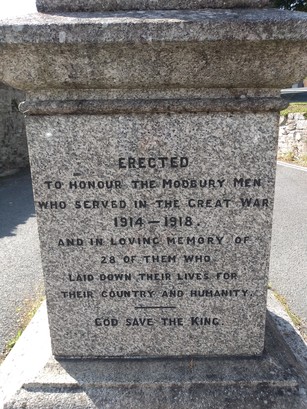 ERECTED
TO HONOUR THE MODBURY MEN
WHO SERVED IN THE GREAT WAR
1914 — 1918.
AND IN LOVING MEMORY OF
28 OF THEM WHO
LAID DOWN THEIR LIVES FOR
THEIR COUNTRY AND HUMANITY.
GOD SAVE THE KING.